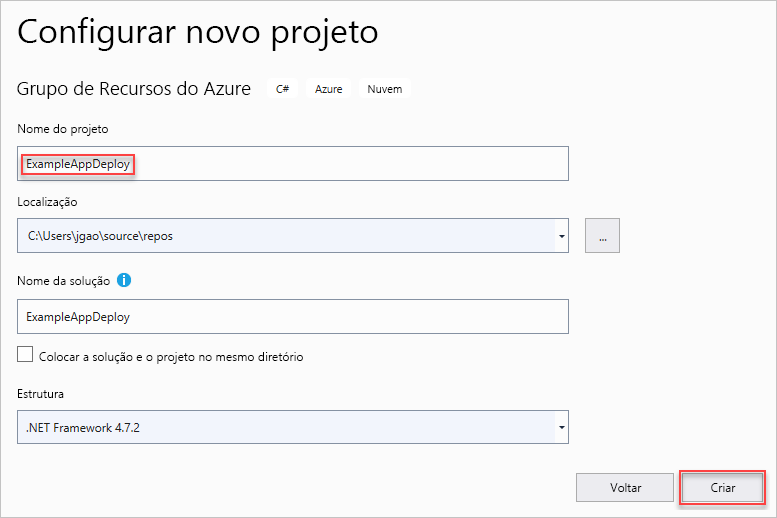 Configurar novo projeto
Grupo de Recursos do Azure C# Azure Nuvem
Nome do projeto
ExampleAppDeploy
Localização
C:\Users\jgao\source\repos
...
Nome da solução i
ExampleAppDeploy
Colocar a solução e o projeto no mesmo diretório
Estrutura
.NET Framework 4.7.2
Voltar Criar